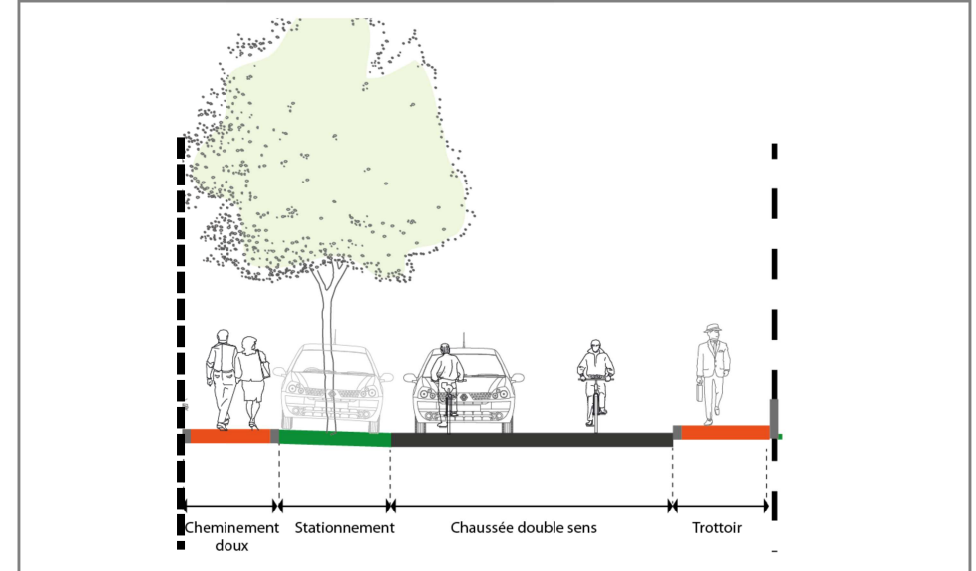 Cheminement
doux
Stationnement
Chaussée double sens
Trottoir